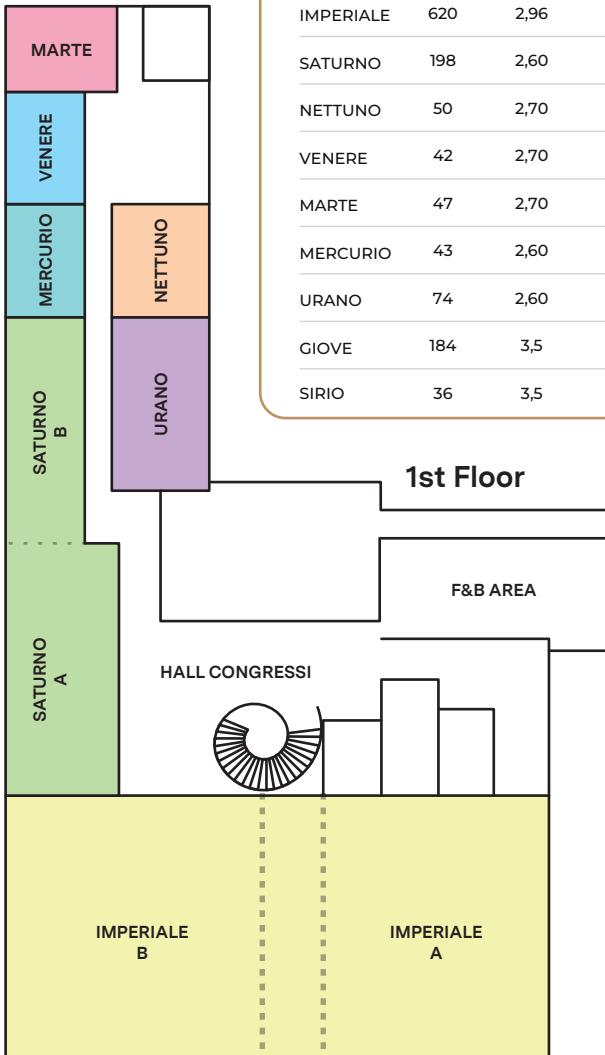 IMPERIALE 620 2,96
SATURNO 198 2,60
NETTUNO 50 2,70
VENERE 42 2,70
MARTE 47 2,70
MERCURIO 43 2,60
URANO 74 2,60
GIOVE 184 3,5
SIRIO 36 3,5
MARTE
VENERE
MERCURIO
NETTUNO
SATURNO
B
URANO
1st Floor
F&B AREA
HALL CONGRESSI
SATURNO
A
IMPERIALE
B
IMPERIALE
A